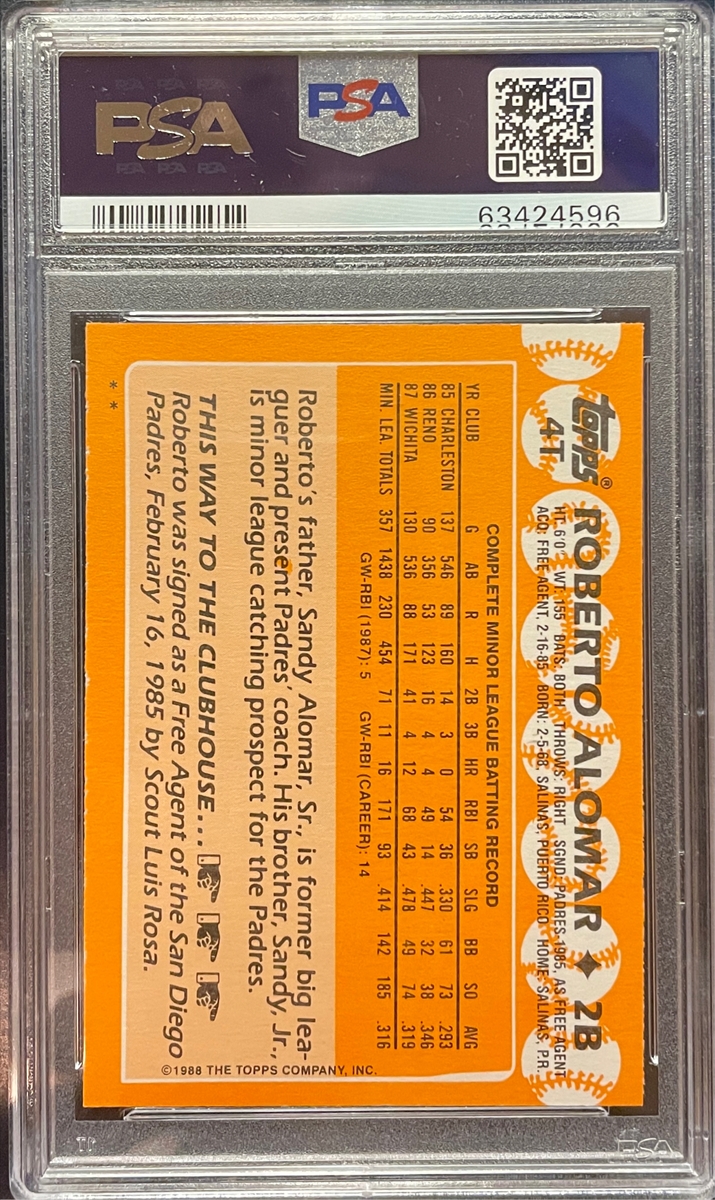 PSA
PSA
63424596
topps®
4T
ROBERTO ALOMAR ♦ 2B
HT: 6'0" WT: 155 BATS: BOTH THROWS: RIGHT SGND: PADRES-1985, AS FREE AGENT
ACQ: FREE AGENT, 2-16-85 BORN: 2-5-68, SALINAS, PUERTO RICO HOME: SALINAS, P.R.
COMPLETE MINOR LEAGUE BATTING RECORD
YR CLUB G AB R H 2B 3B HR RBI SB SLG BB SO AVG
85 CHARLESTON 137 546 89 160 14 3 0 54 36 .330 61 73 .293
86 RENO 90 356 53 123 16 4 4 49 14 .447 32 38 .346
87 WICHITA 130 536 88 171 41 4 12 68 43 .478 49 74 .319
MIN. LEA. TOTALS 357 1438 230 454 71 11 16 171 93 .414 142 185 .316
GW-RBI (1987): 5 GW-RBI (CAREER): 14
Roberto's father, Sandy Alomar, Sr., is former big lea-
guer and present Padres' coach. His brother, Sandy, Jr.,
is minor league catching prospect for the Padres.
THIS WAY TO THE CLUBHOUSE...
Roberto was signed as a Free Agent of the San Diego
Padres, February 16, 1985 by Scout Luis Rosa.
©1988 THE TOPPS COMPANY, INC.
* *
PSA